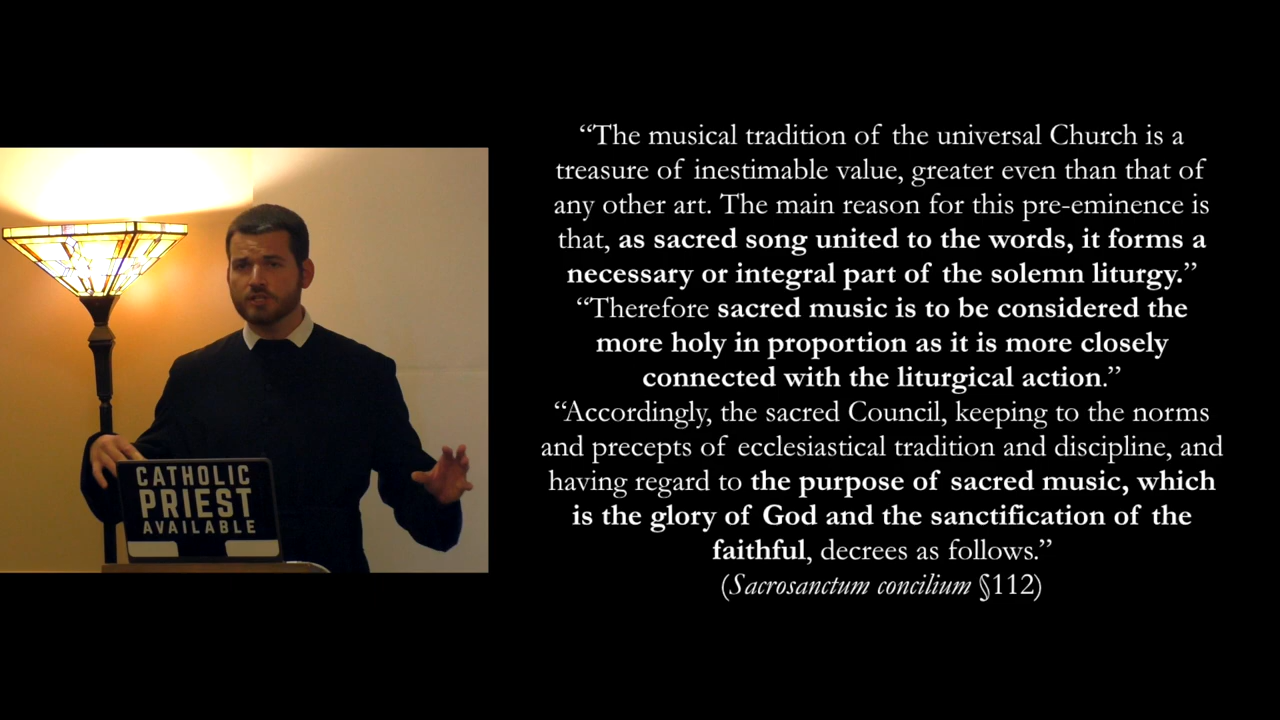 CATHOLIC
PRIEST
AVAILABLE
“The musical tradition of the universal Church is a
treasure of inestimable value, greater even than that of
any other art. The main reason for this pre-eminence is
that, as sacred song united to the words, it forms a
necessary or integral part of the solemn liturgy.”
“Therefore sacred music is to be considered the
more holy in proportion as it is more closely
connected with the liturgical action.”
“Accordingly, the sacred Council, keeping to the norms
and precepts of ecclesiastical tradition and discipline, and
having regard to the purpose of sacred music, which
is the glory of God and the sanctification of the
faithful, decrees as follows.”
(Sacrosanctum concilium §112)